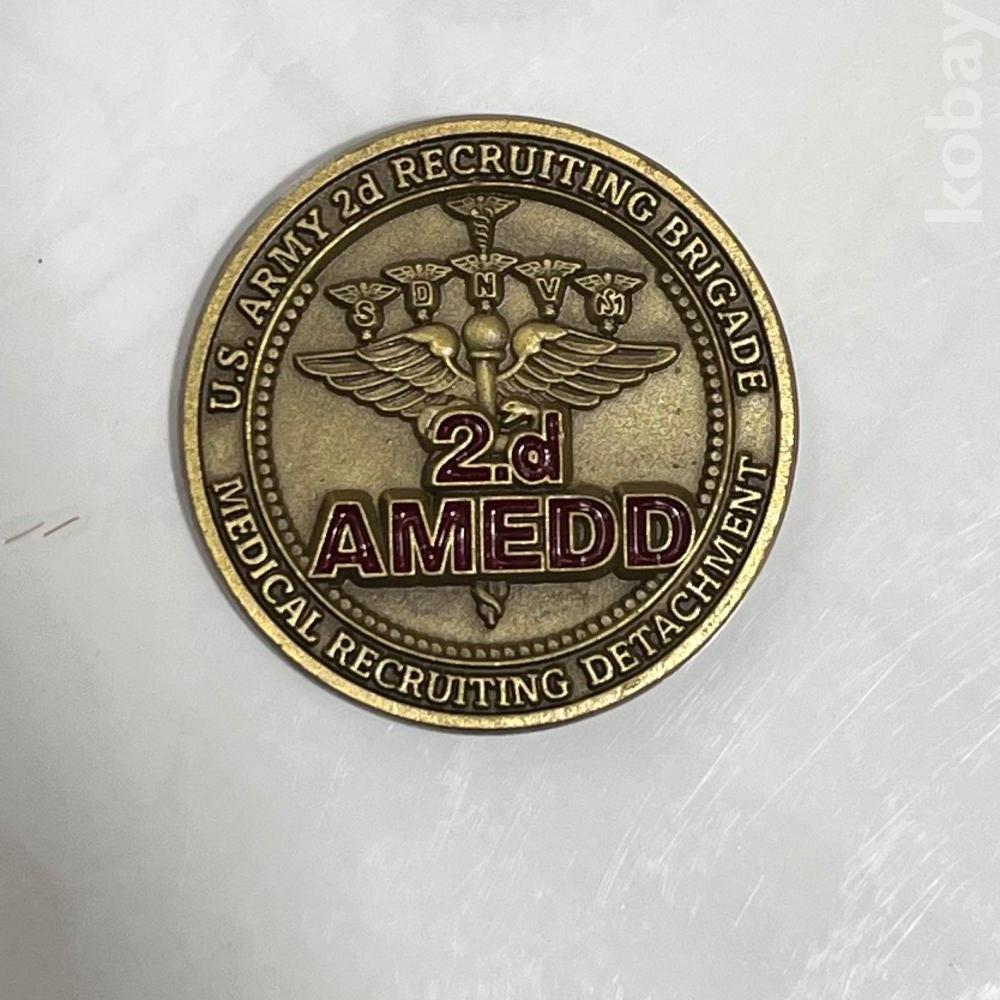 U.S. ARMY 2d RECRUITING BRIGADE
S D N V
2.d
AMEDD
MEDICAL RECRUITING DETACHMENT
kobay